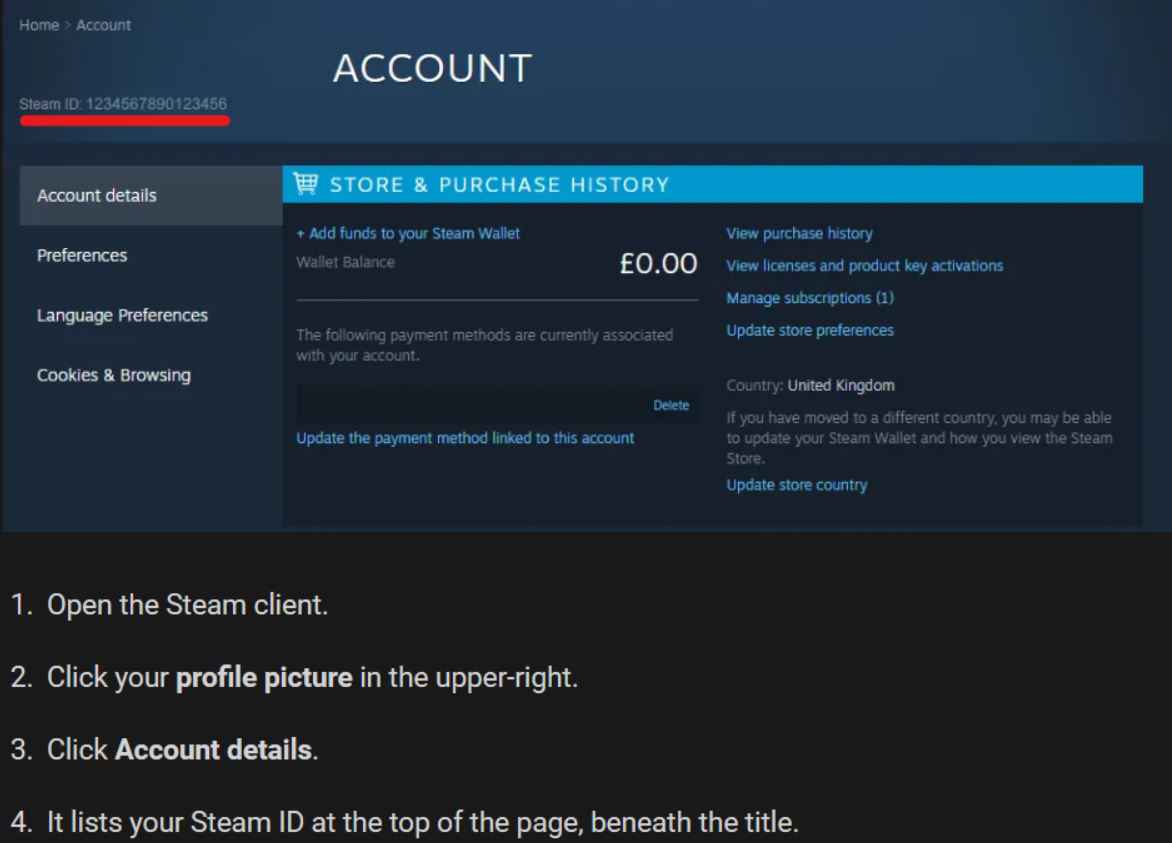 Home > Account
ACCOUNT
Steam ID: 1234567890123456
Account details
Preferences
Language Preferences
Cookies & Browsing
STORE & PURCHASE HISTORY
+ Add funds to your Steam Wallet
Wallet Balance
£0.00
The following payment methods are currently associated
with your account.
Delete
Update the payment method linked to this account
View purchase history
View licenses and product key activations
Manage subscriptions (1)
Update store preferences
Country: United Kingdom
If you have moved to a different country, you may be able
to update your Steam Wallet and how you view the Steam
Store.
Update store country
1. Open the Steam client.
2. Click your profile picture in the upper-right.
3. Click Account details.
4. It lists your Steam ID at the top of the page, beneath the title.